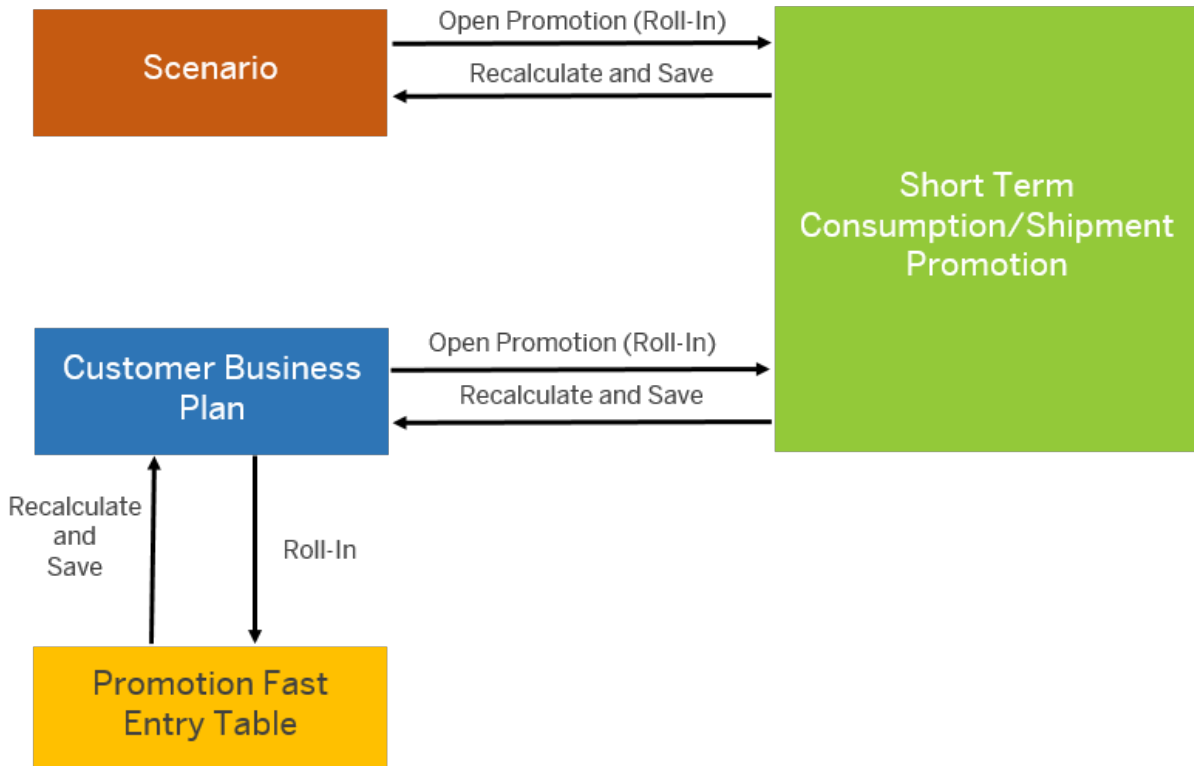 Open Promotion (Roll-In)
Scenario
Recalculate and Save
Short Term
Consumption/Shipment
Promotion
Open Promotion (Roll-In)
Customer Business
Plan
Recalculate and Save
Recalculate
and
Save
Roll-In
Promotion Fast
Entry Table